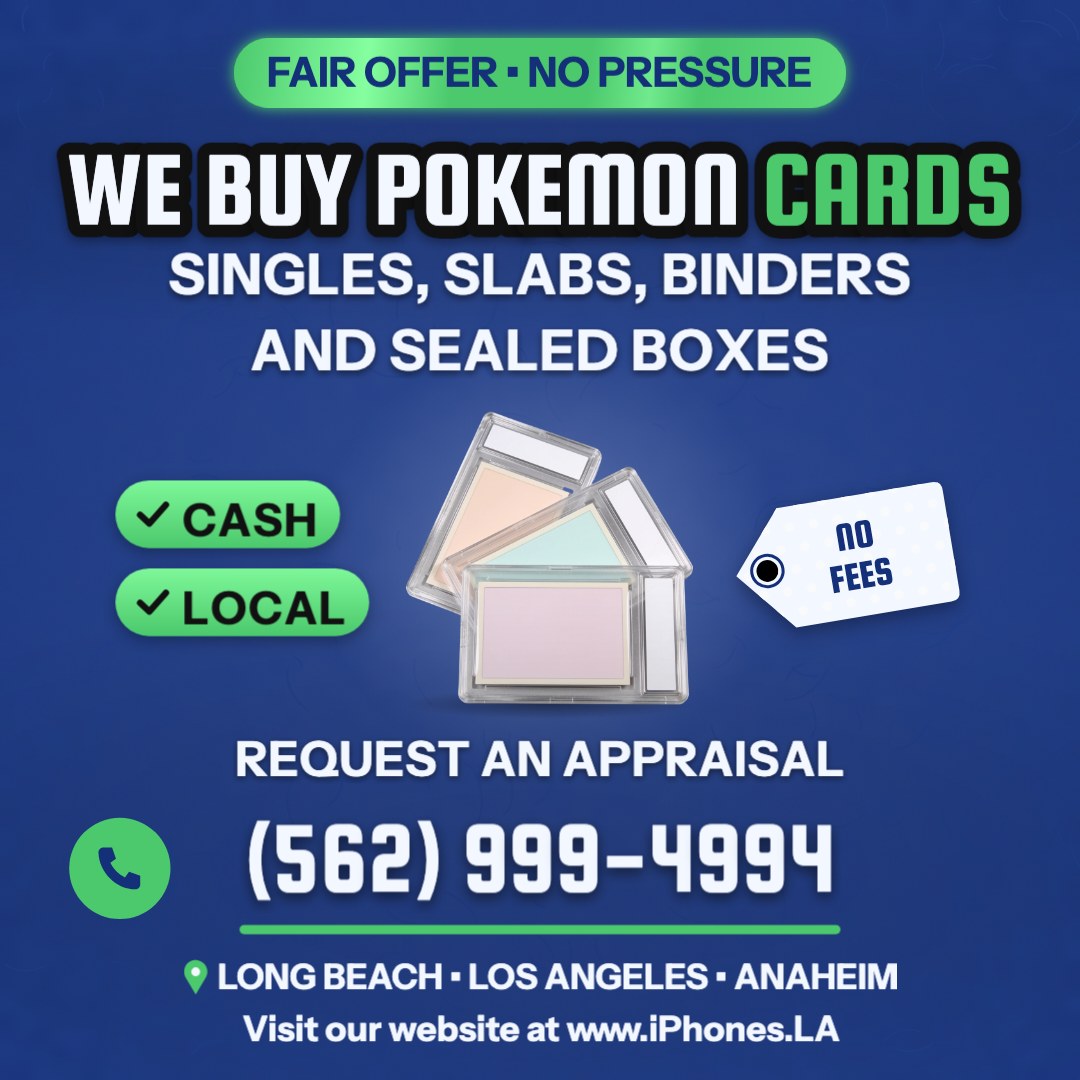 FAIR OFFER ▪ NO PRESSURE
WE BUY POKEMON CARDS
SINGLES, SLABS, BINDERS
AND SEALED BOXES
✓ CASH
✓ LOCAL
NO
FEES
REQUEST AN APPRAISAL
(562) 999-4994
LONG BEACH ▪ LOS ANGELES ▪ ANAHEIM
Visit our website at www.iPhones.LA